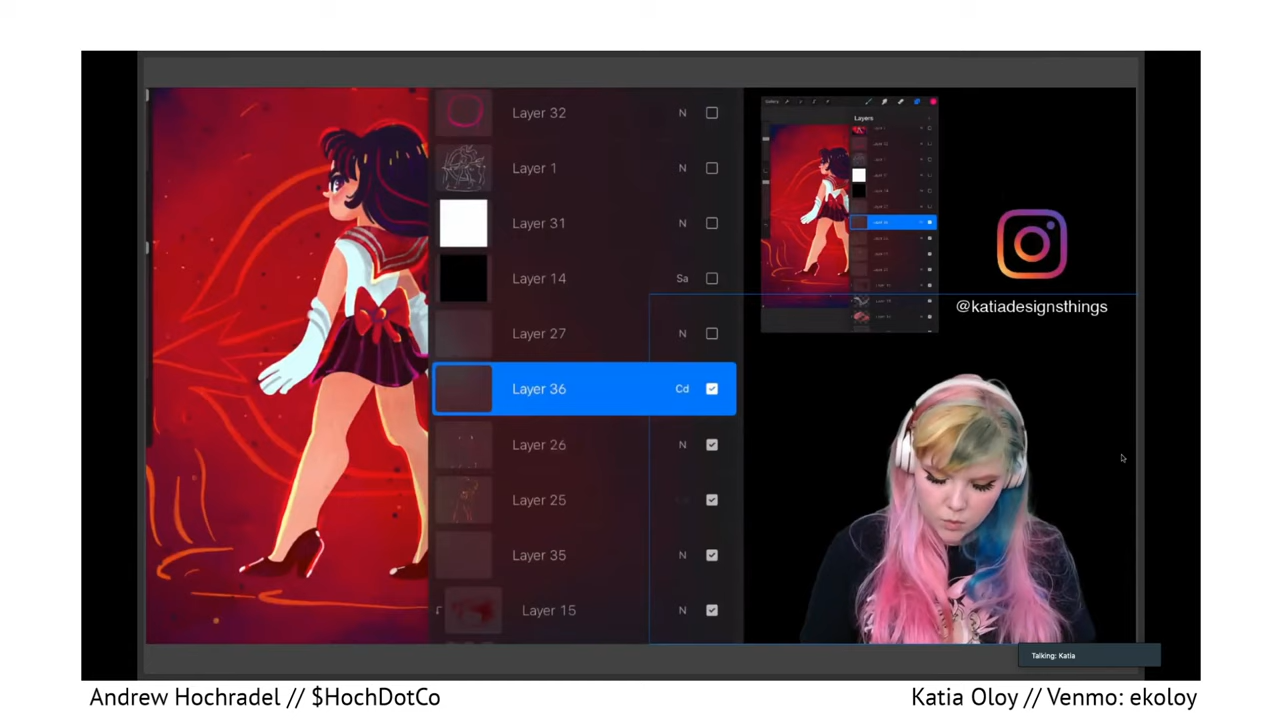 Layer 32 N
Layer 1 N
Layer 31 N
Layer 14 Sa
Layer 27 N
Layer 36 Cd
Layer 26 N
Layer 25
Layer 35 N
Layer 15 N
Gallery
Layers
@katiadesignsthings
Talking: Katia
Andrew Hochradel // $HochDotCo
Katia Oloy // Venmo: ekoloy